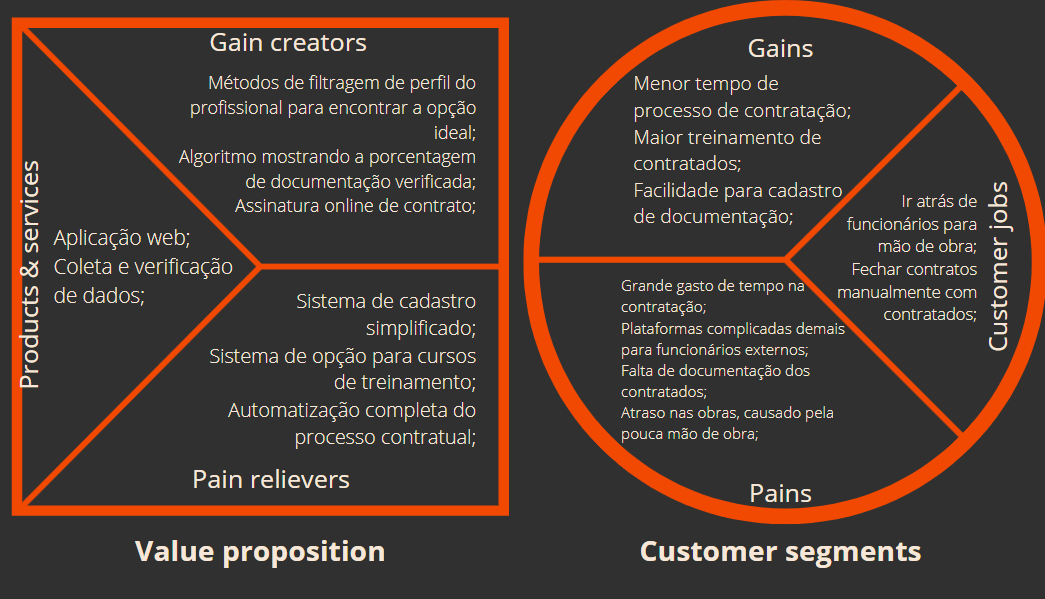 Gain creators
Métodos de filtragem de perfil do
profissional para encontrar a opção
ideal;
Algoritmo mostrando a porcentagem
de documentação verificada;
Assinatura online de contrato;
Products & services
Aplicação web;
Coleta e verificação
de dados;
Sistema de cadastro
simplificado;
Sistema de opção para cursos
de treinamento;
Automatização completa do
processo contratual;
Pain relievers
Value proposition
Gains
Menor tempo de
processo de contratação;
Maior treinamento de
contratados;
Facilidade para cadastro
de documentação;
Ir atrás de
funcionários para
mão de obra;
Fechar contratos
manualmente com
contratados;
Customer jobs
Grande gasto de tempo na
contratação;
Plataformas complicadas demais
para funcionários externos;
Falta de documentação dos
contratados;
Atraso nas obras, causado pela
pouca mão de obra;
Pains
Customer segments